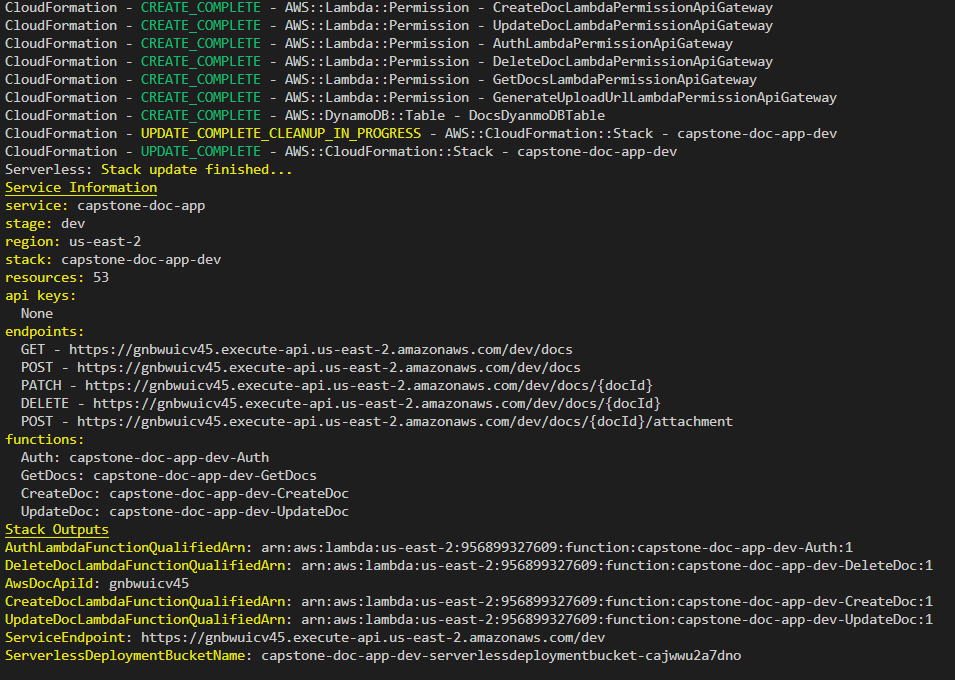 CloudFormation - CREATE_COMPLETE - AWS::Lambda::Permission - CreateDocLambdaPermissionApiGateway
CloudFormation - CREATE_COMPLETE - AWS::Lambda::Permission - UpdateDocLambdaPermissionApiGateway
CloudFormation - CREATE_COMPLETE - AWS::Lambda::Permission - AuthLambdaPermissionApiGateway
CloudFormation - CREATE_COMPLETE - AWS::Lambda::Permission - DeleteDocLambdaPermissionApiGateway
CloudFormation - CREATE_COMPLETE - AWS::Lambda::Permission - GetDocsLambdaPermissionApiGateway
CloudFormation - CREATE_COMPLETE - AWS::Lambda::Permission - GenerateUploadUrlLambdaPermissionApiGateway
CloudFormation - CREATE_COMPLETE - AWS::DynamoDB::Table - DocsDyanmoDBTable
CloudFormation - UPDATE_COMPLETE_CLEANUP_IN_PROGRESS - AWS::CloudFormation::Stack - capstone-doc-app-dev
CloudFormation - UPDATE_COMPLETE - AWS::CloudFormation::Stack - capstone-doc-app-dev
Serverless: Stack update finished...
Service Information
service: capstone-doc-app
stage: dev
region: us-east-2
stack: capstone-doc-app-dev
resources: 53
api keys:
  None
endpoints:
  GET - https://gnbwuicv45.execute-api.us-east-2.amazonaws.com/dev/docs
  POST - https://gnbwuicv45.execute-api.us-east-2.amazonaws.com/dev/docs
  PATCH - https://gnbwuicv45.execute-api.us-east-2.amazonaws.com/dev/docs/{docId}
  DELETE - https://gnbwuicv45.execute-api.us-east-2.amazonaws.com/dev/docs/{docId}
  POST - https://gnbwuicv45.execute-api.us-east-2.amazonaws.com/dev/docs/{docId}/attachment
functions:
  Auth: capstone-doc-app-dev-Auth
  GetDocs: capstone-doc-app-dev-GetDocs
  CreateDoc: capstone-doc-app-dev-CreateDoc
  UpdateDoc: capstone-doc-app-dev-UpdateDoc
Stack Outputs
AuthLambdaFunctionQualifiedArn: arn:aws:lambda:us-east-2:956899327609:function:capstone-doc-app-dev-Auth:1
DeleteDocLambdaFunctionQualifiedArn: arn:aws:lambda:us-east-2:956899327609:function:capstone-doc-app-dev-DeleteDoc:1
AwsDocApiId: gnbwuicv45
CreateDocLambdaFunctionQualifiedArn: arn:aws:lambda:us-east-2:956899327609:function:capstone-doc-app-dev-CreateDoc:1
UpdateDocLambdaFunctionQualifiedArn: arn:aws:lambda:us-east-2:956899327609:function:capstone-doc-app-dev-UpdateDoc:1
ServiceEndpoint: https://gnbwuicv45.execute-api.us-east-2.amazonaws.com/dev
ServerlessDeploymentBucketName: capstone-doc-app-dev-serverlessdeploymentbucket-cajwwu2a7dno